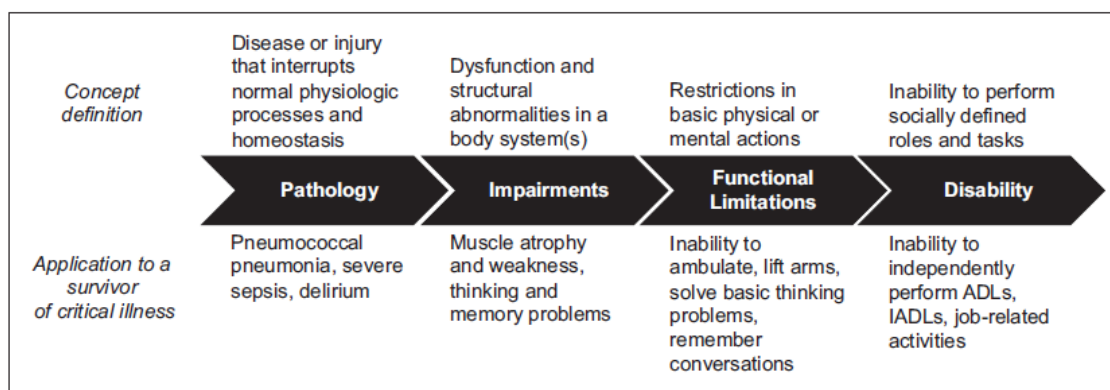 Concept
definition
Disease or injury
that interrupts
normal physiologic
processes and
homeostasis
Dysfunction and
structural
abnormalities in a
body system(s)
Restrictions in
basic physical or
mental actions
Inability to perform
socially defined
roles and tasks
Pathology
Impairments
Functional
Limitations
Disability
Application to a
survivor
of critical illness
Pneumococcal
pneumonia, severe
sepsis, delirium
Muscle atrophy
and weakness,
thinking and
memory problems
Inability to
ambulate, lift arms,
solve basic thinking
problems,
remember
conversations
Inability to
independently
perform ADLs,
IADLs, job-related
activities